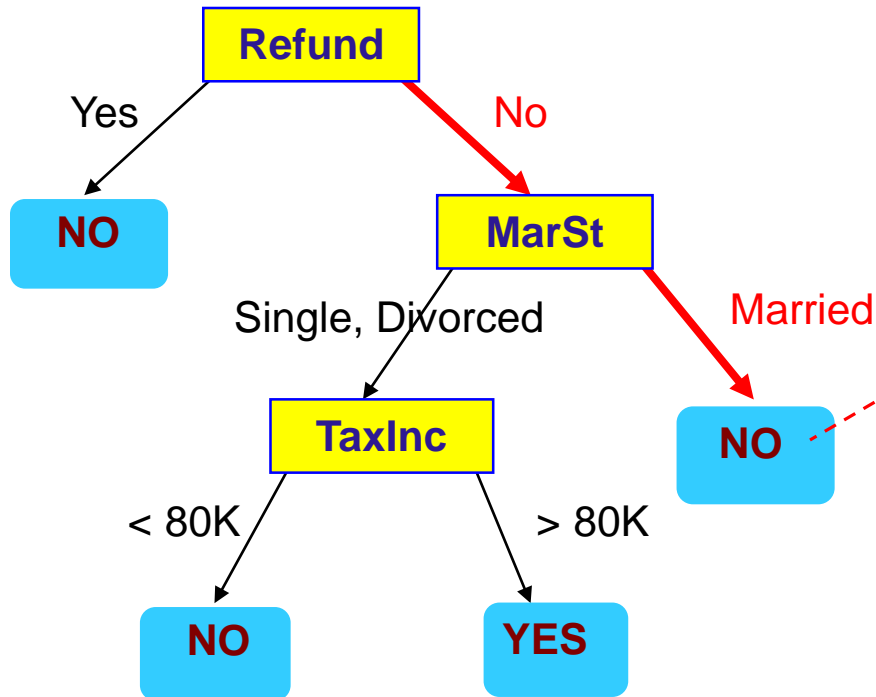 Refund
Yes
No
NO
MarSt
Single, Divorced
Married
TaxInc
NO
< 80K
> 80K
NO
YES